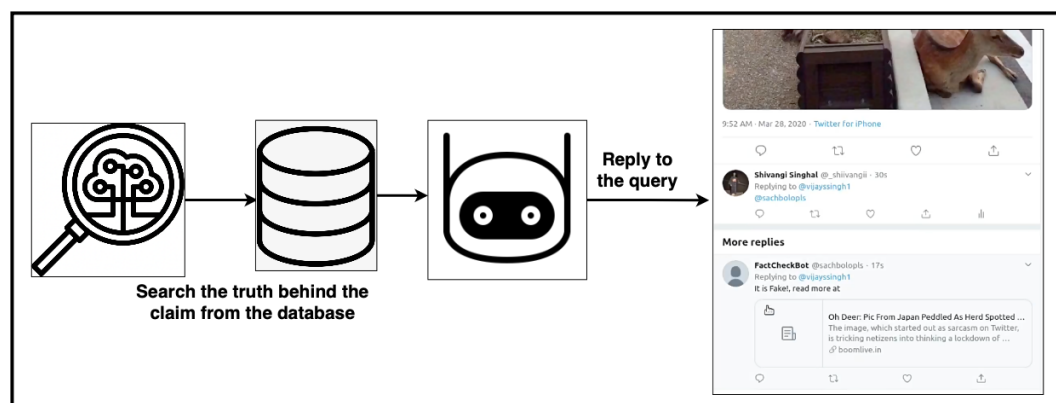 Search the truth behind the
claim from the database
Reply to
the query
9:52 AM · Mar 28, 2020 · Twitter for iPhone
Shivangi Singhal @_shiivangii · 30s
Replying to @vijayssingh1
@sachbolopls
More replies
FactCheckBot @sachbolopls · 17s
Replying to @vijayssingh1
It is Fake!, read more at
Oh Deer: Pic From Japan Peddled As Herd Spotted ...
The image, which started out as sarcasm on Twitter,
is tricking netizens into thinking a lockdown of ...
boomlive.in